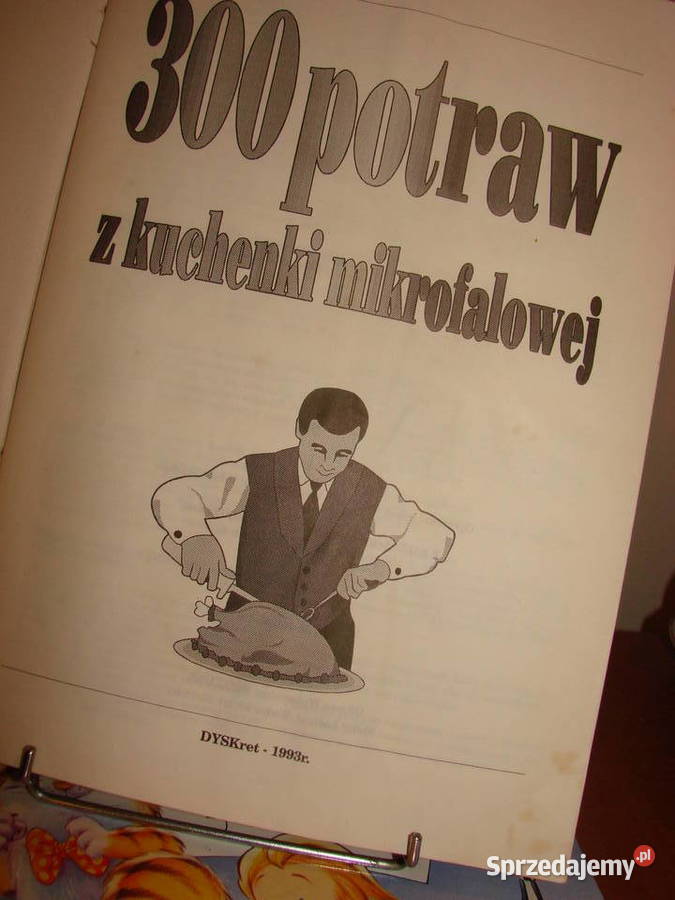 300 potraw
z kuchenki mikrofalowej
DYSKret - 1993r.
Sprzedajemy.pl